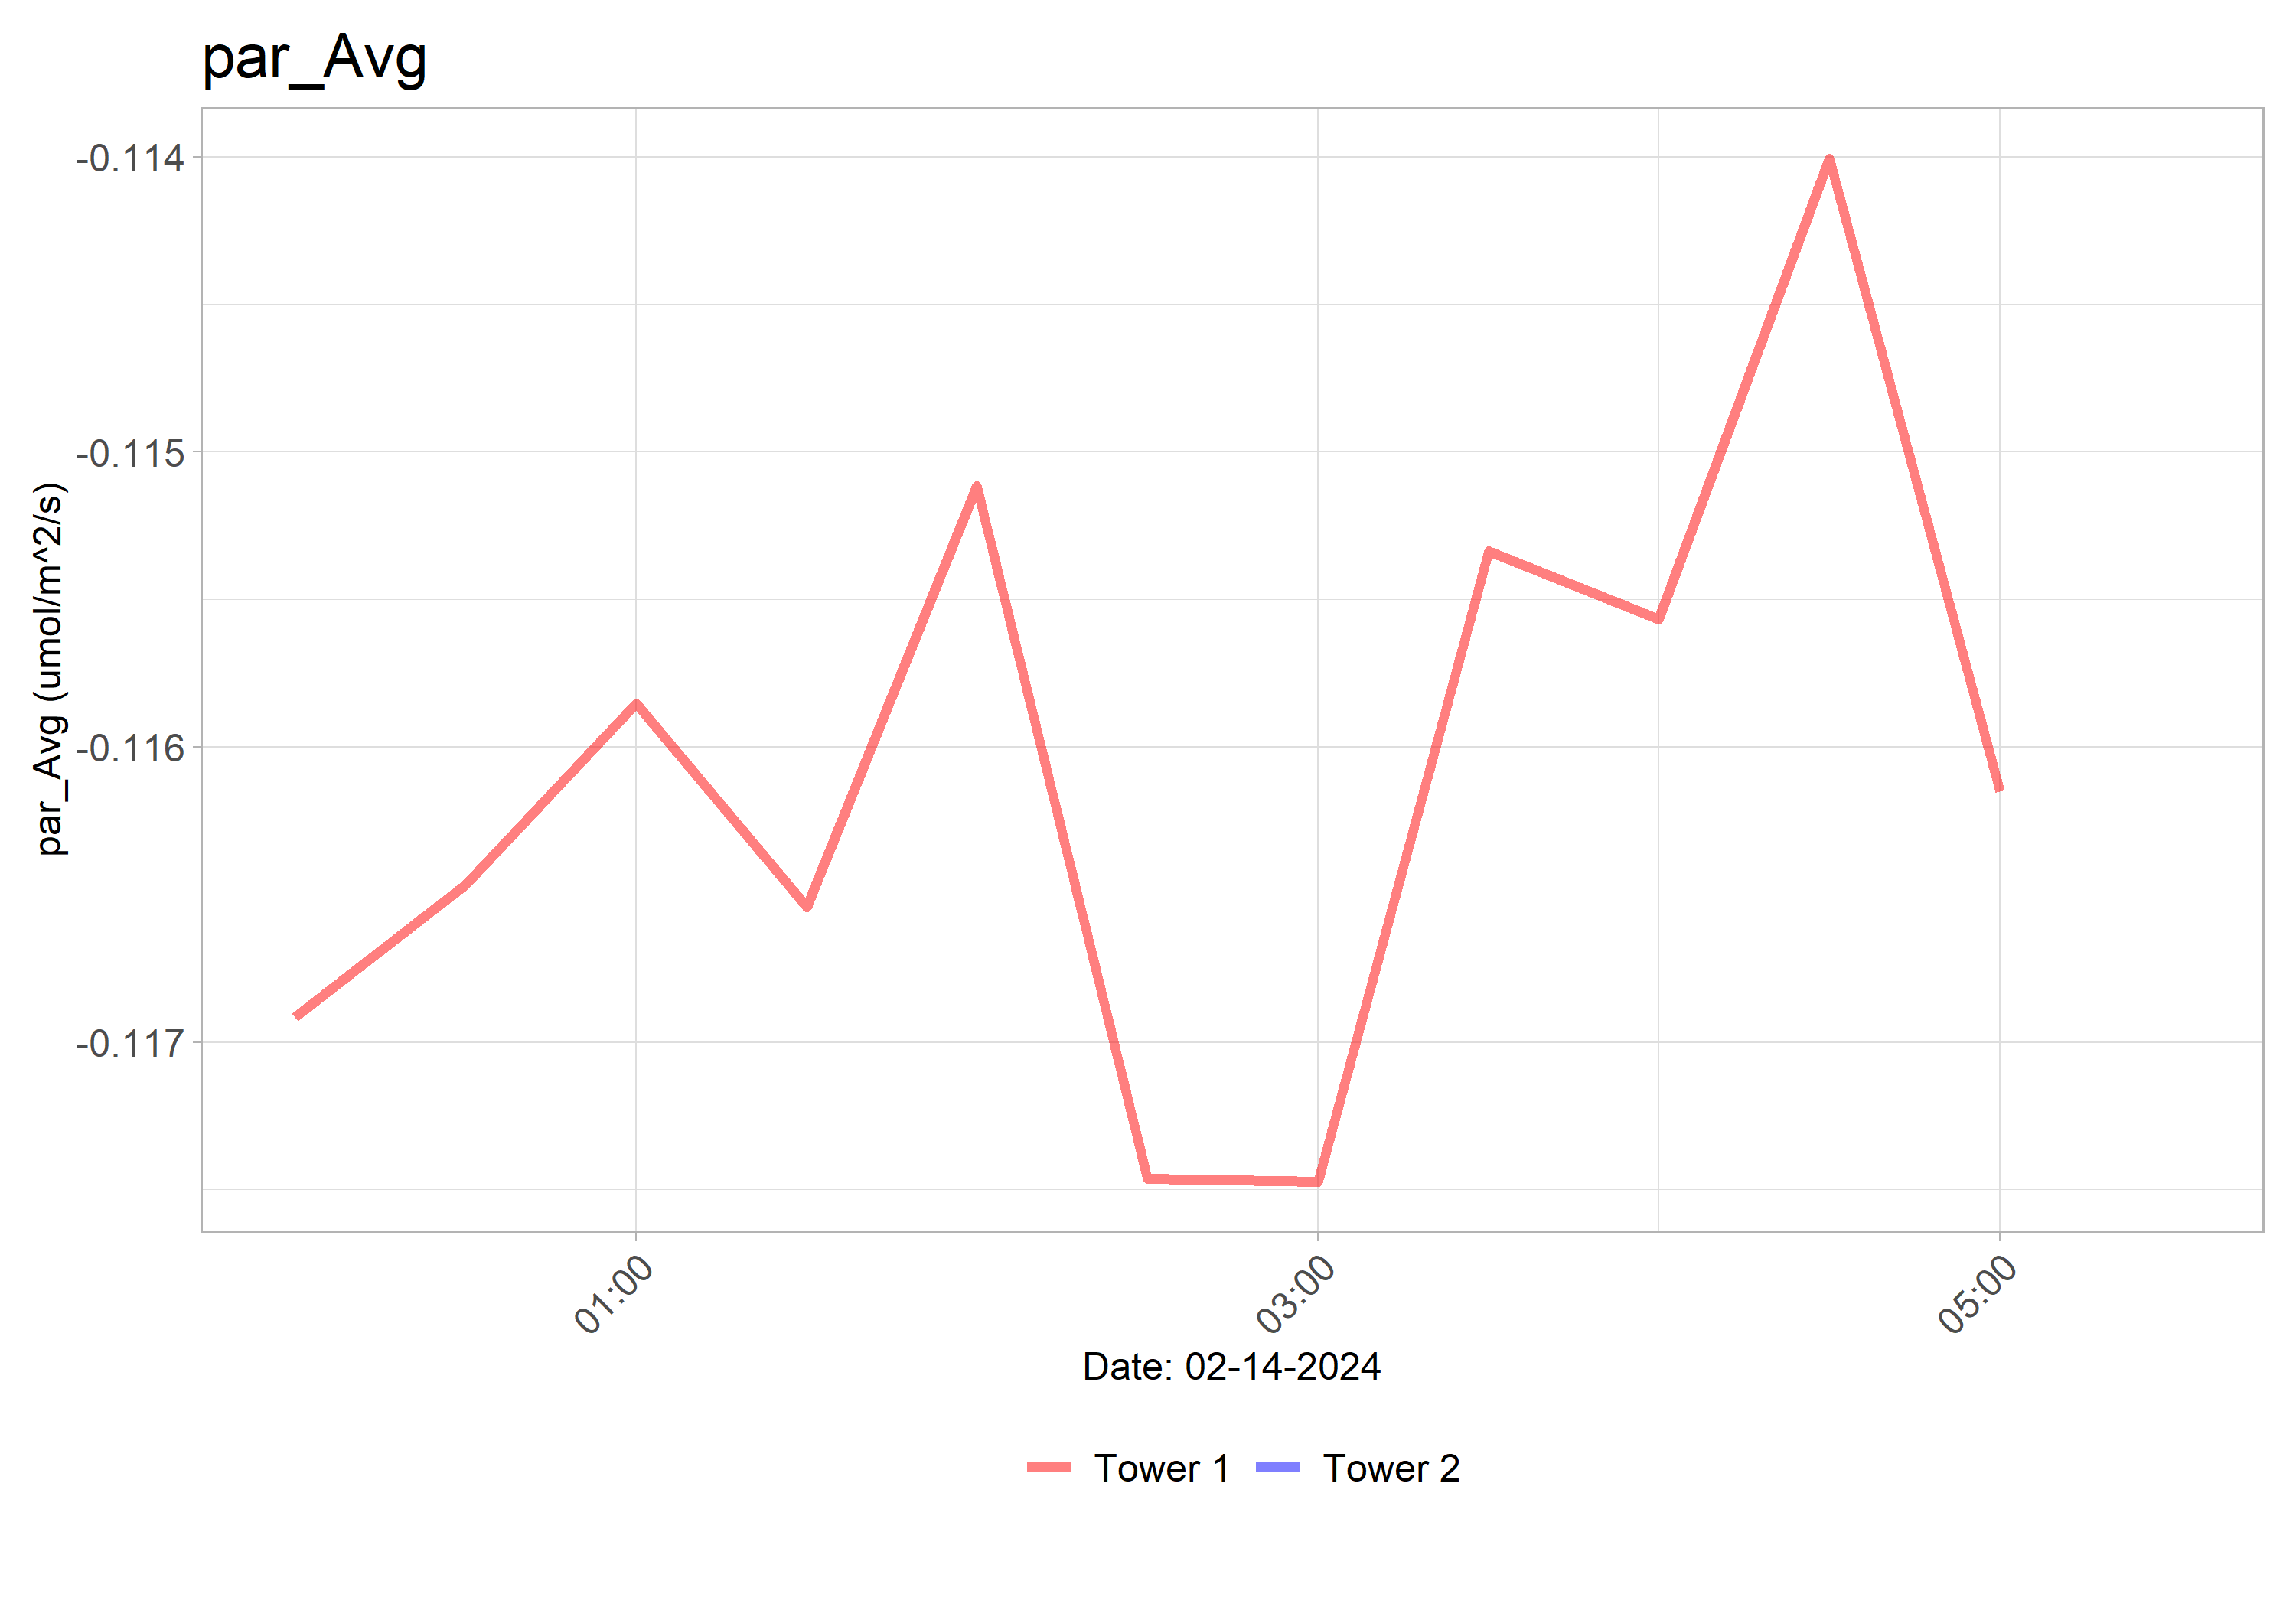 par_Avg
-0.114
-0.115
-0.116
-0.117
par_Avg (umol/m^2/s)
01:00
03:00
05:00
Date: 02-14-2024
Tower 1
Tower 2